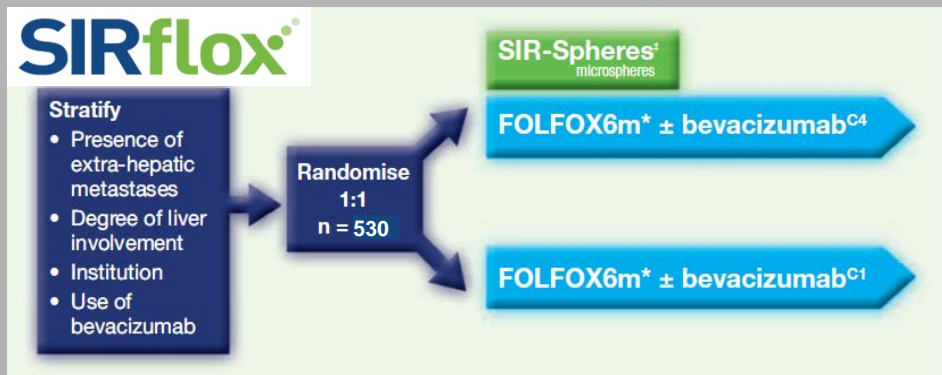 SIRflox
Stratify
• Presence of
extra-hepatic
metastases
• Degree of liver
involvement
• Institution
• Use of
bevacizumab
Randomise
1:1
n = 530
SIR-Spheres‡
microspheres
FOLFOX6m* ± bevacizumabC4
FOLFOX6m* ± bevacizumabC1